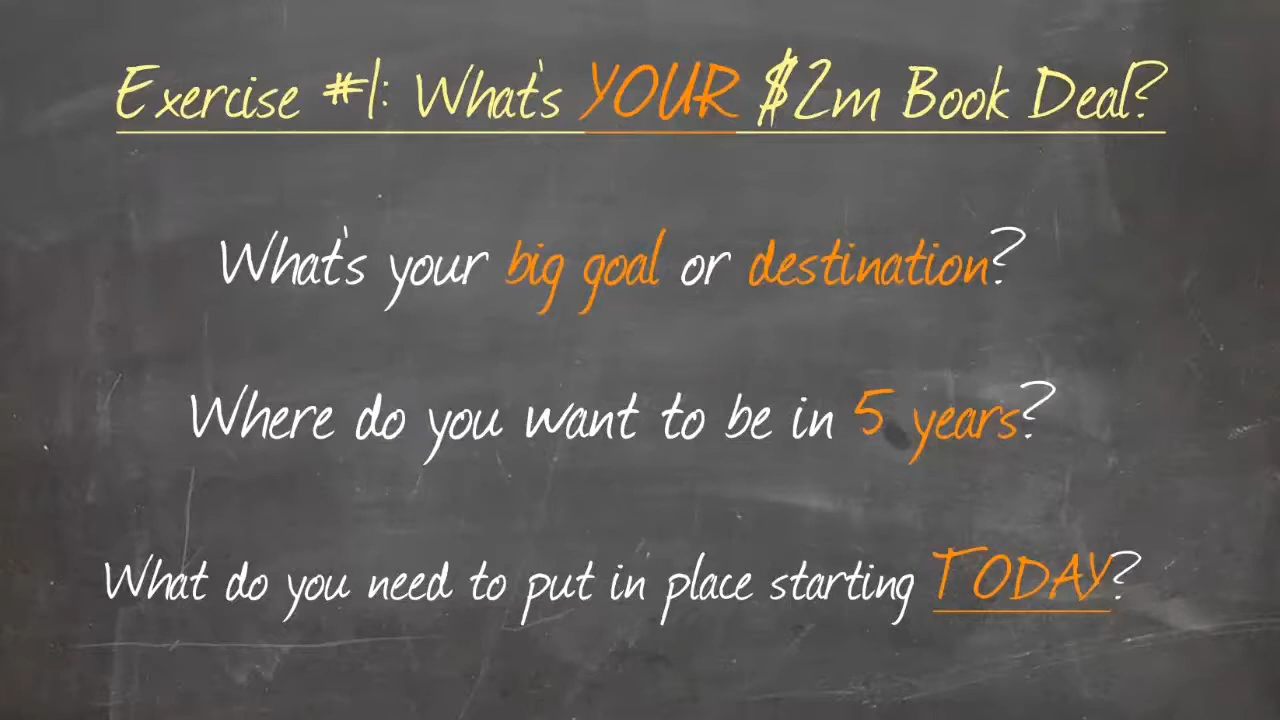 Exercise #1: What's YOUR $2m Book Deal?
What's your big goal or destination?
Where do you want to be in 5 years?
What do you need to put in place starting TODAY?